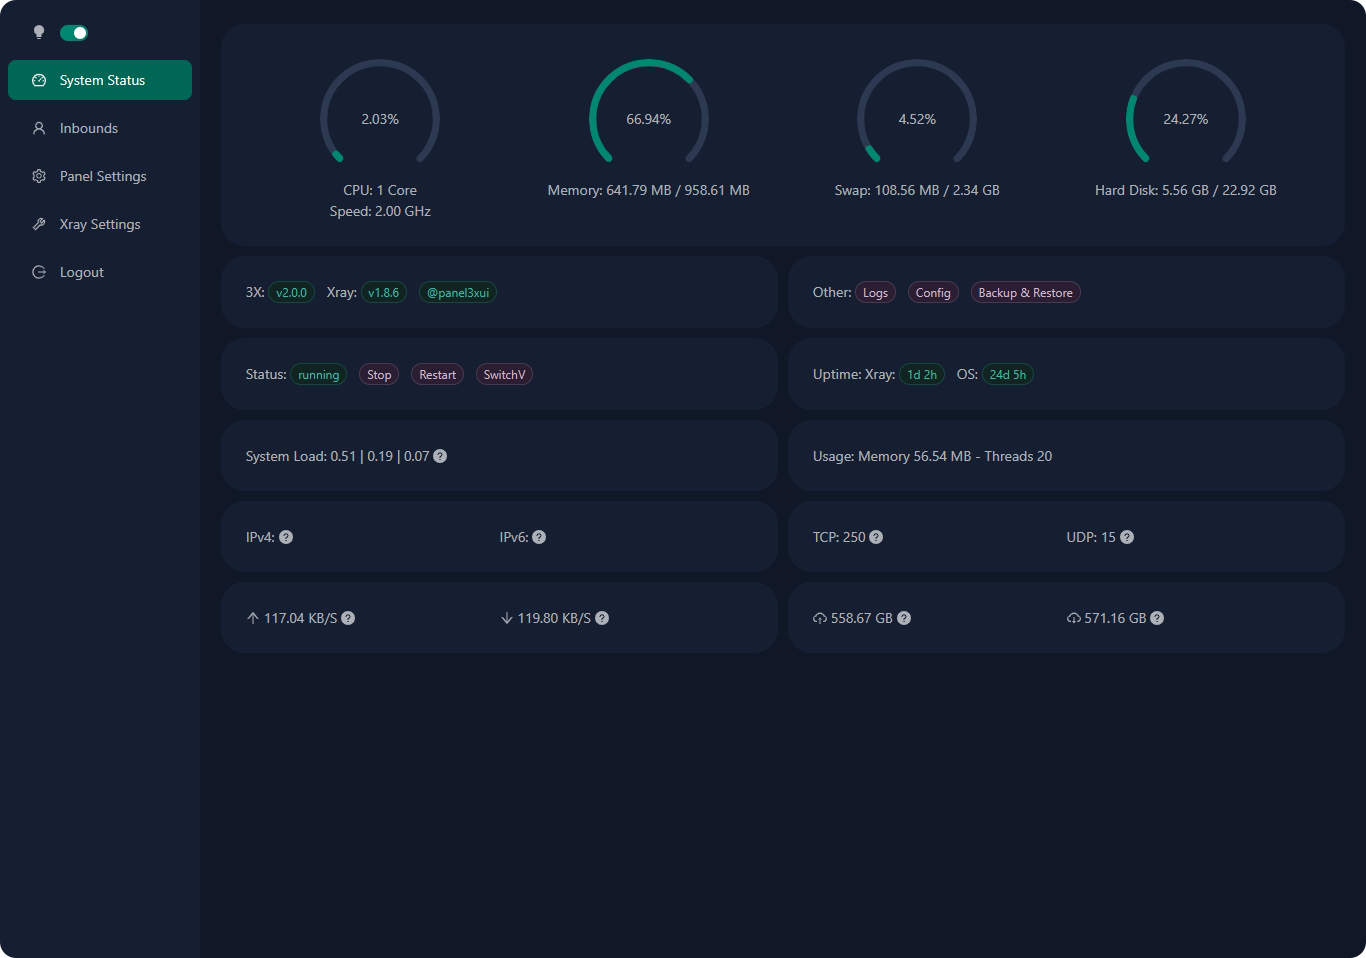 System Status
Inbounds
Panel Settings
Xray Settings
Logout
2.03%
CPU: 1 Core
Speed: 2.00 GHz
66.94%
Memory: 641.79 MB / 958.61 MB
4.52%
Swap: 108.56 MB / 2.34 GB
24.27%
Hard Disk: 5.56 GB / 22.92 GB
3X: v2.0.0 Xray: v1.8.6 @panel3xui
Other: Logs Config Backup & Restore
Status: running Stop Restart SwitchV
Uptime: Xray: 1d 2h OS: 24d 5h
System Load: 0.51 | 0.19 | 0.07 ?
Usage: Memory 56.54 MB - Threads 20
IPv4: ? IPv6: ?
TCP: 250 ? UDP: 15 ?
↑ 117.04 KB/S ? ↓ 119.80 KB/S ?
558.67 GB ? 571.16 GB ?